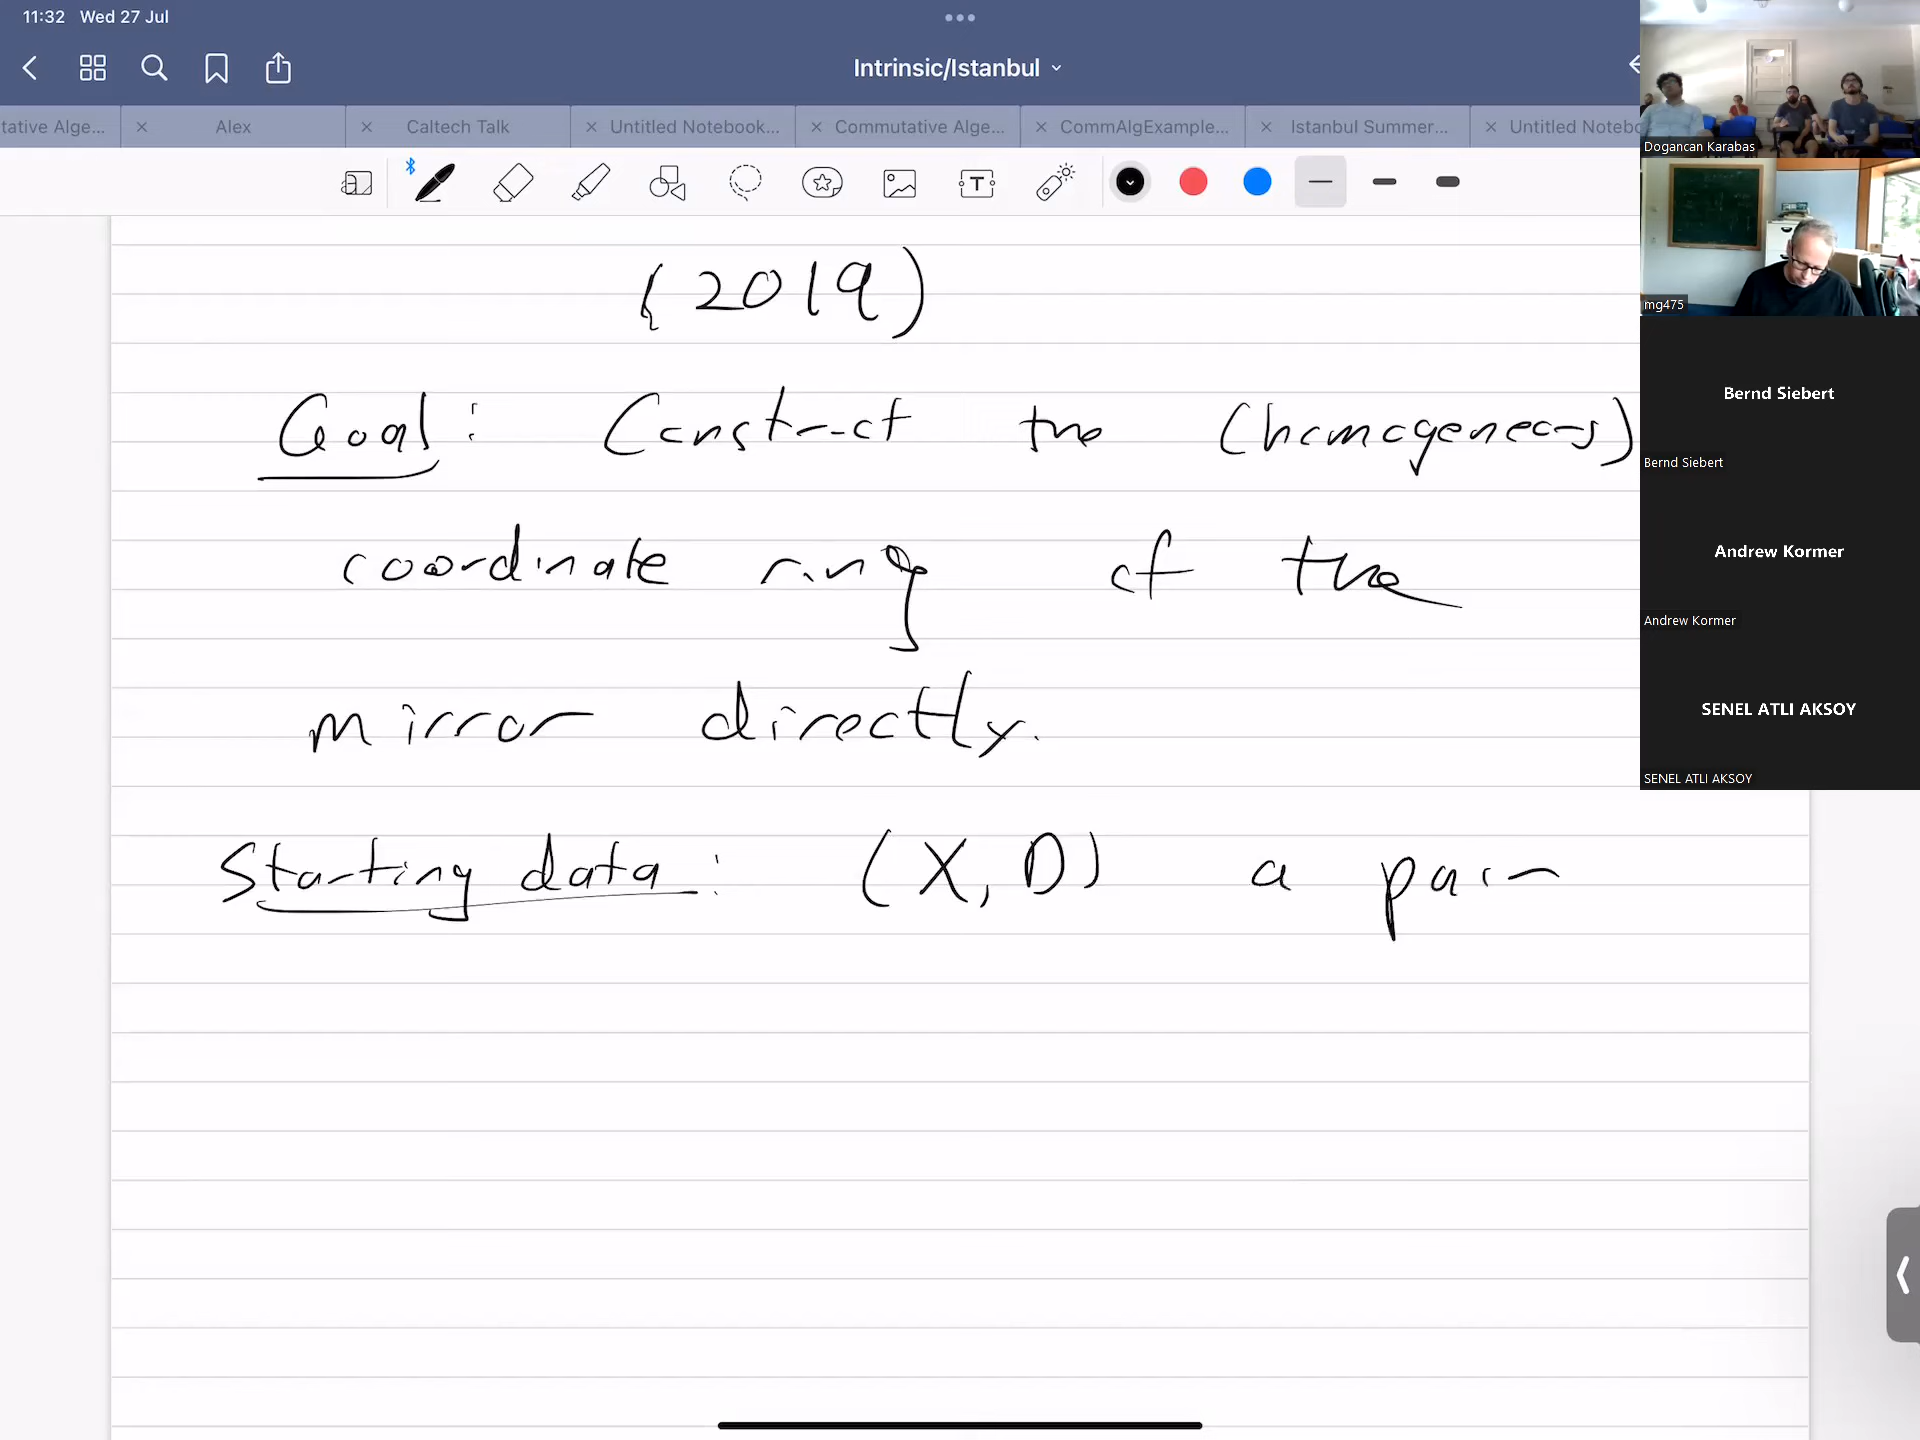 11:32 Wed 27 Jul
Intrinsic/Istanbul
tative Alge...
Alex
Caltech Talk
Untitled Notebook...
Commutative Alge...
CommAlgExample...
Istanbul Summer...
Untitled Notebo
(2019)
Goal: Construct the (homogeneous)
coordinate ring of the
mirror directly.
Starting data: (X, D) a pair
Dogancan Karabas
mg475
Bernd Siebert
Bernd Siebert
Andrew Kormer
Andrew Kormer
SENEL ATLI AKSOY
SENEL ATLI AKSOY